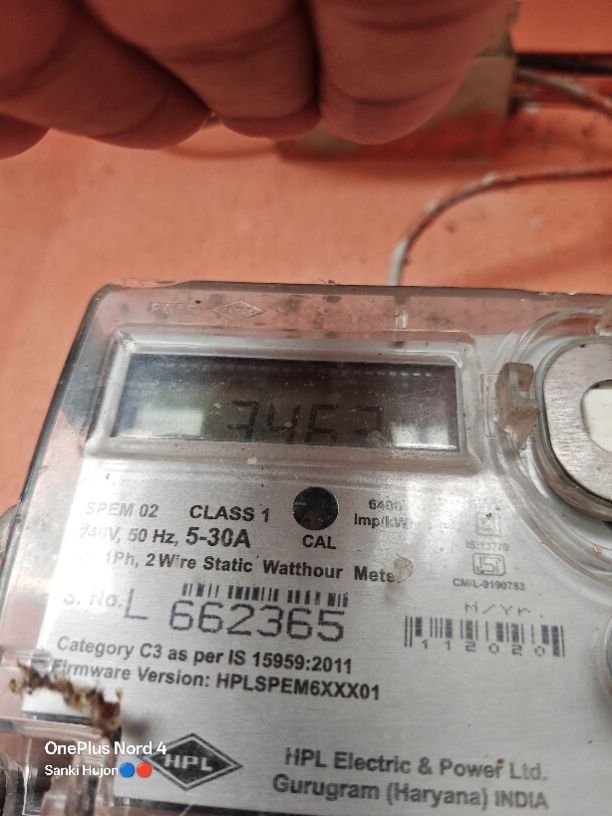 SPEM 02 CLASS 1
240V, 50 Hz, 5-30A
CAL
6400
Imp/kW
1Ph, 2 Wire Static Watthour Meter
IS:13779
CM/L-9190783
S. No. L 662365
M/Yr.
112020
Category C3 as per IS 15959:2011
Firmware Version: HPLSPEM6XXX01
HPL
HPL Electric & Power Ltd.
Gurugram (Haryana) INDIA
OnePlus Nord 4
Sanki Hujon